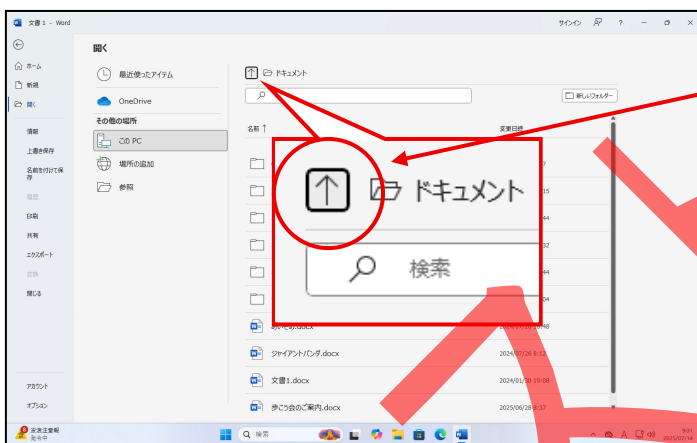 文書 1 - Word
サインイン
?
開く
ホーム
新規
開く
情報
上書き保存
名前を付けて保存
印刷
共有
エクスポート
変換
閉じる
アカウント
オプション
最近使ったアイテム
OneDrive
その他の場所
この PC
場所の追加
参照
ドキュメント
新しいフォルダー
名前 ↑
更新日時
ドキュメント
検索
ジャイアントパンダ.docx
2024/07/26 8:12
文書1.docx
2024/01/30 19:08
歩こう会のご案内.docx
2025/06/28 8:37
波浪注意報
発令中
検索
9:31
2025/07/14